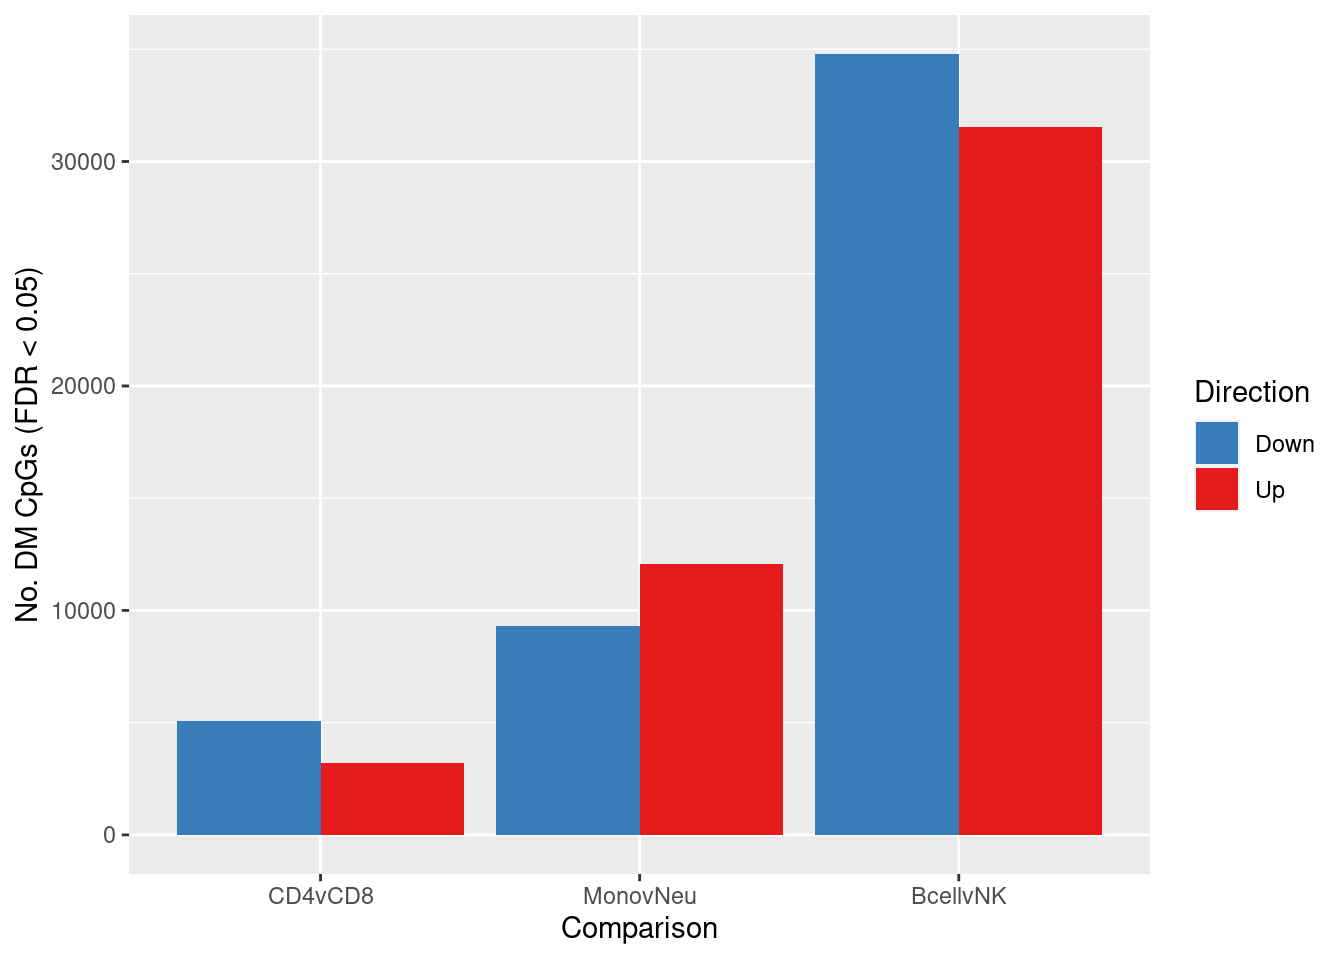 No. DM CpGs (FDR < 0.05)
30000
20000
10000
0
CD4vCD8
MonovNeu
BcellvNK
Comparison
Direction
Down
Up